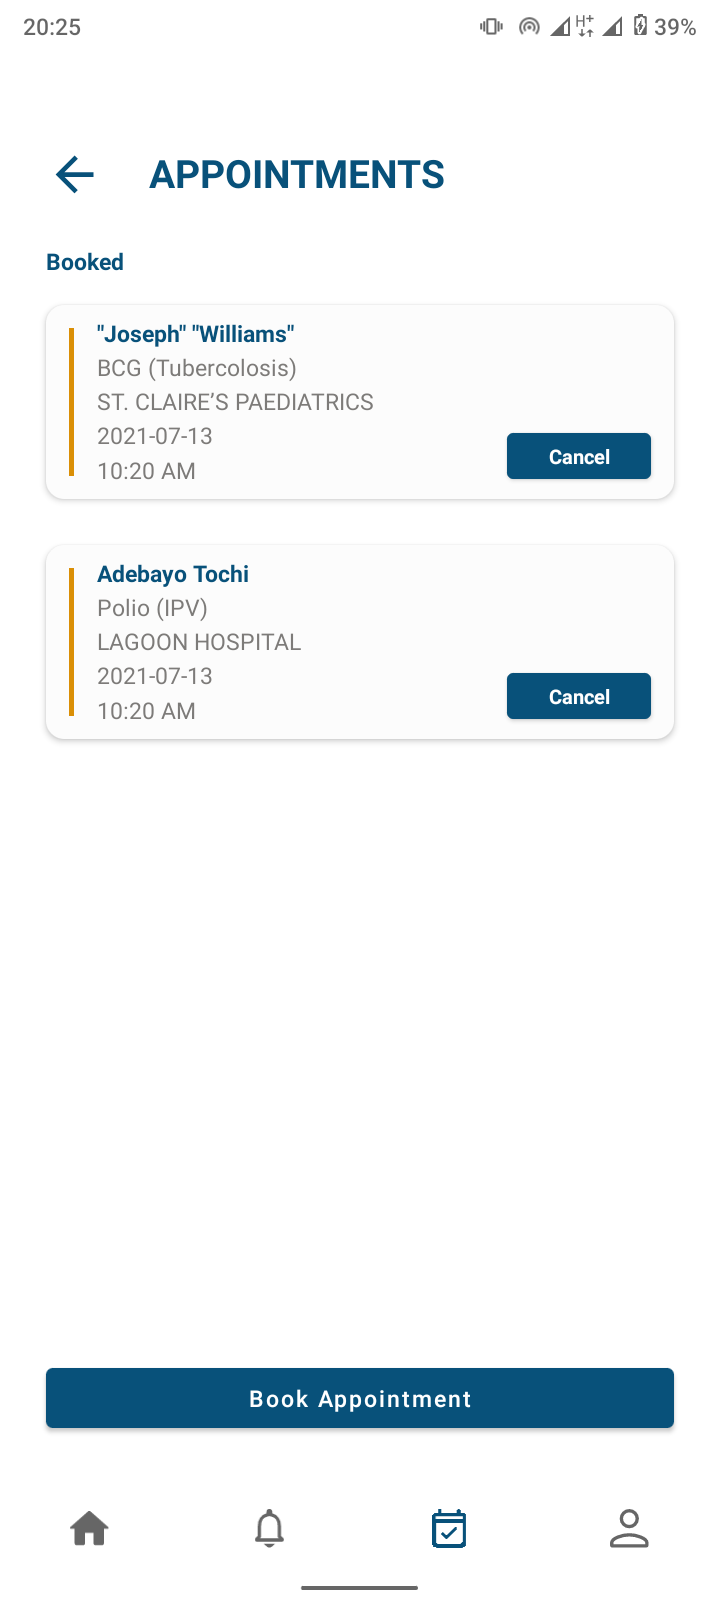 20:25
H+
39%
APPOINTMENTS
Booked
"Joseph" "Williams"
BCG (Tubercolosis)
ST. CLAIRE’S PAEDIATRICS
2021-07-13
10:20 AM
Cancel
Adebayo Tochi
Polio (IPV)
LAGOON HOSPITAL
2021-07-13
10:20 AM
Cancel
Book Appointment